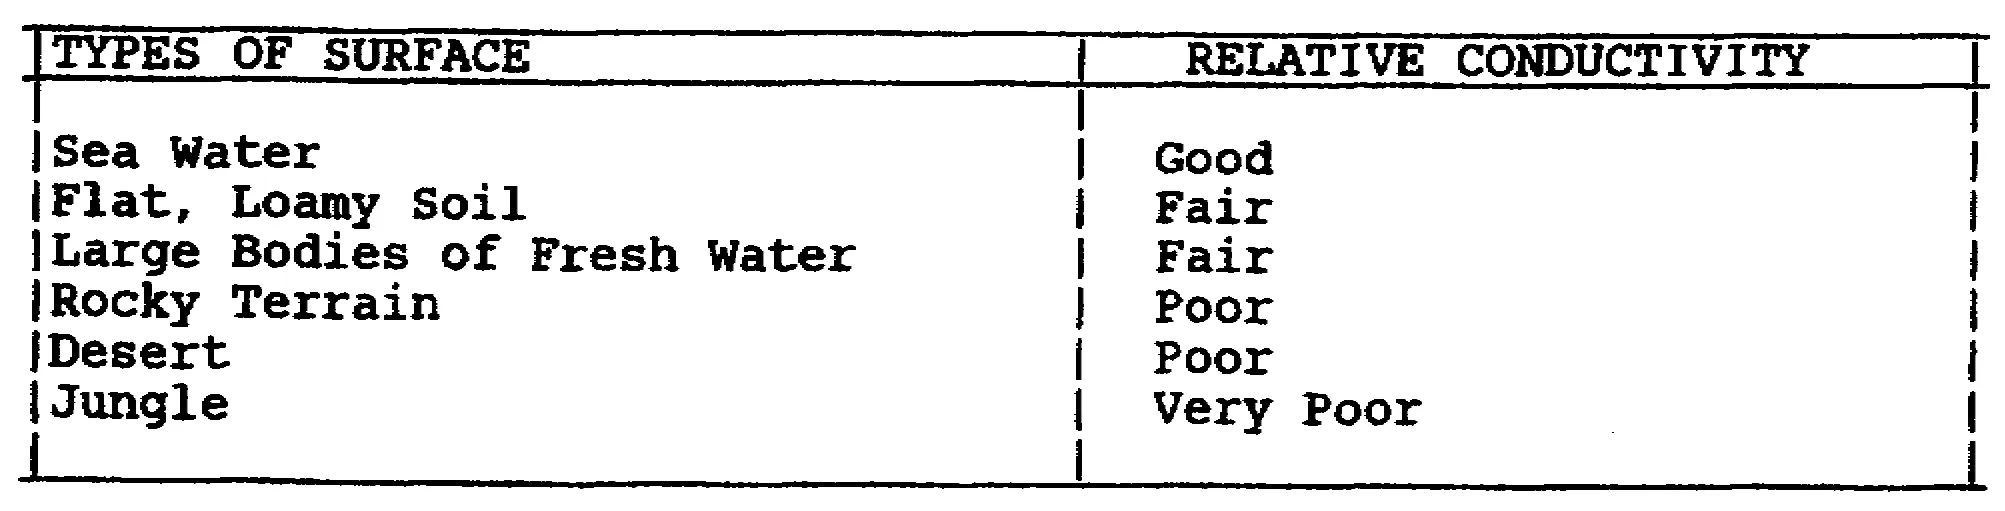 TYPES OF SURFACE RELATIVE CONDUCTIVITY
Sea Water Good
Flat, Loamy Soil Fair
Large Bodies of Fresh Water Fair
Rocky Terrain Poor
Desert Poor
Jungle Very Poor